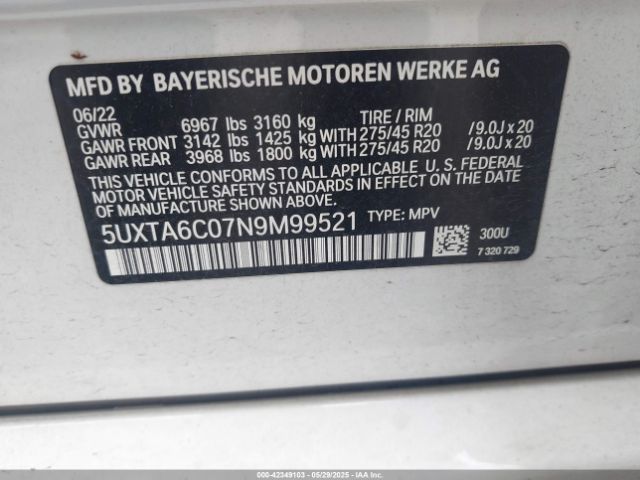 MFD BY BAYERISCHE MOTOREN WERKE AG
06/22
GVWR 6967 lbs 3160 kg TIRE / RIM
GAWR FRONT 3142 lbs 1425 kg WITH 275/45 R20 / 9.0J x 20
GAWR REAR 3968 lbs 1800 kg WITH 275/45 R20 / 9.0J x 20
THIS VEHICLE CONFORMS TO ALL APPLICABLE U. S. FEDERAL
MOTOR VEHICLE SAFETY STANDARDS IN EFFECT ON THE
DATE OF MANUFACTURE SHOWN ABOVE.
5UXTA6C07N9M99521 TYPE: MPV
300U
7 320 729
000-42349103 - 05/29/2025 - IAA Holdings, LLC.